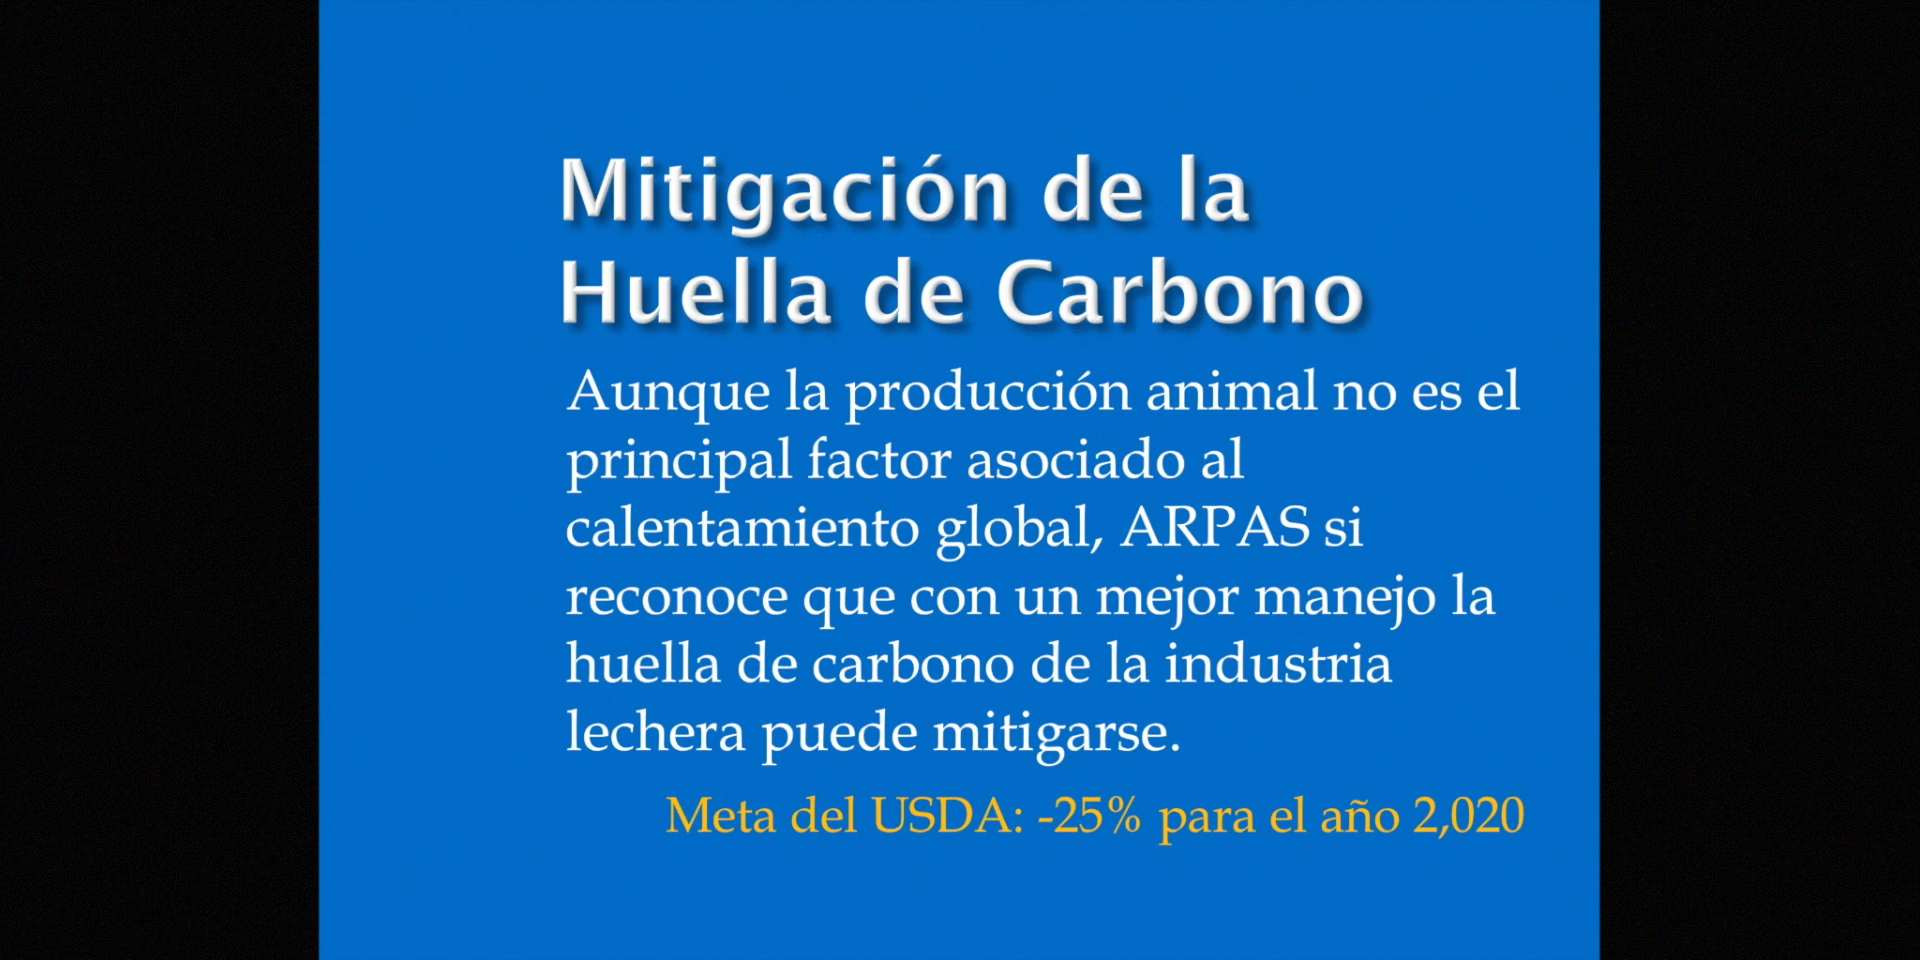 Mitigación de la
Huella de Carbono
Aunque la producción animal no es el
principal factor asociado al
calentamiento global, ARPAS si
reconoce que con un mejor manejo la
huella de carbono de la industria
lechera puede mitigarse.
Meta del USDA: -25% para el año 2,020